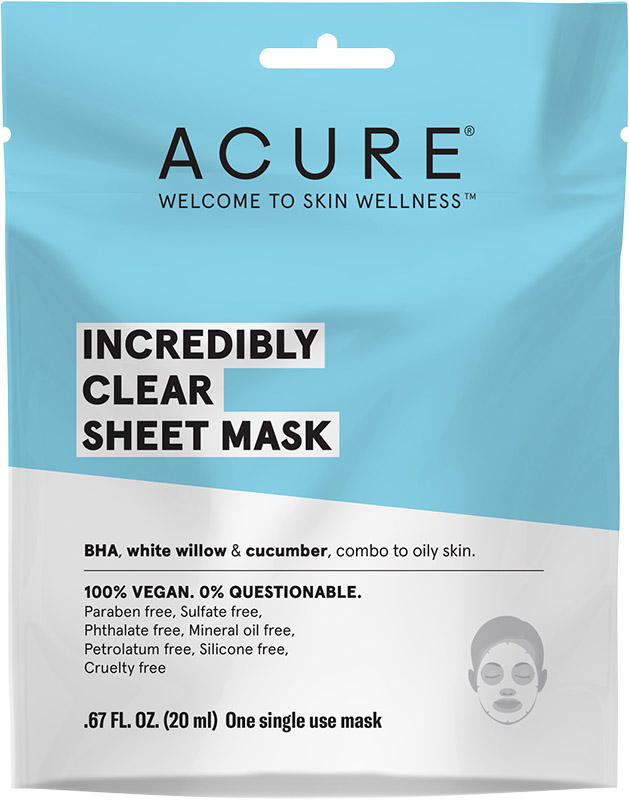 ACURE®
WELCOME TO SKIN WELLNESS™
INCREDIBLY
CLEAR
SHEET MASK
BHA, white willow & cucumber, combo to oily skin.
100% VEGAN. 0% QUESTIONABLE.
Paraben free, Sulfate free,
Phthalate free, Mineral oil free,
Petrolatum free, Silicone free,
Cruelty free
.67 FL. OZ. (20 ml) One single use mask